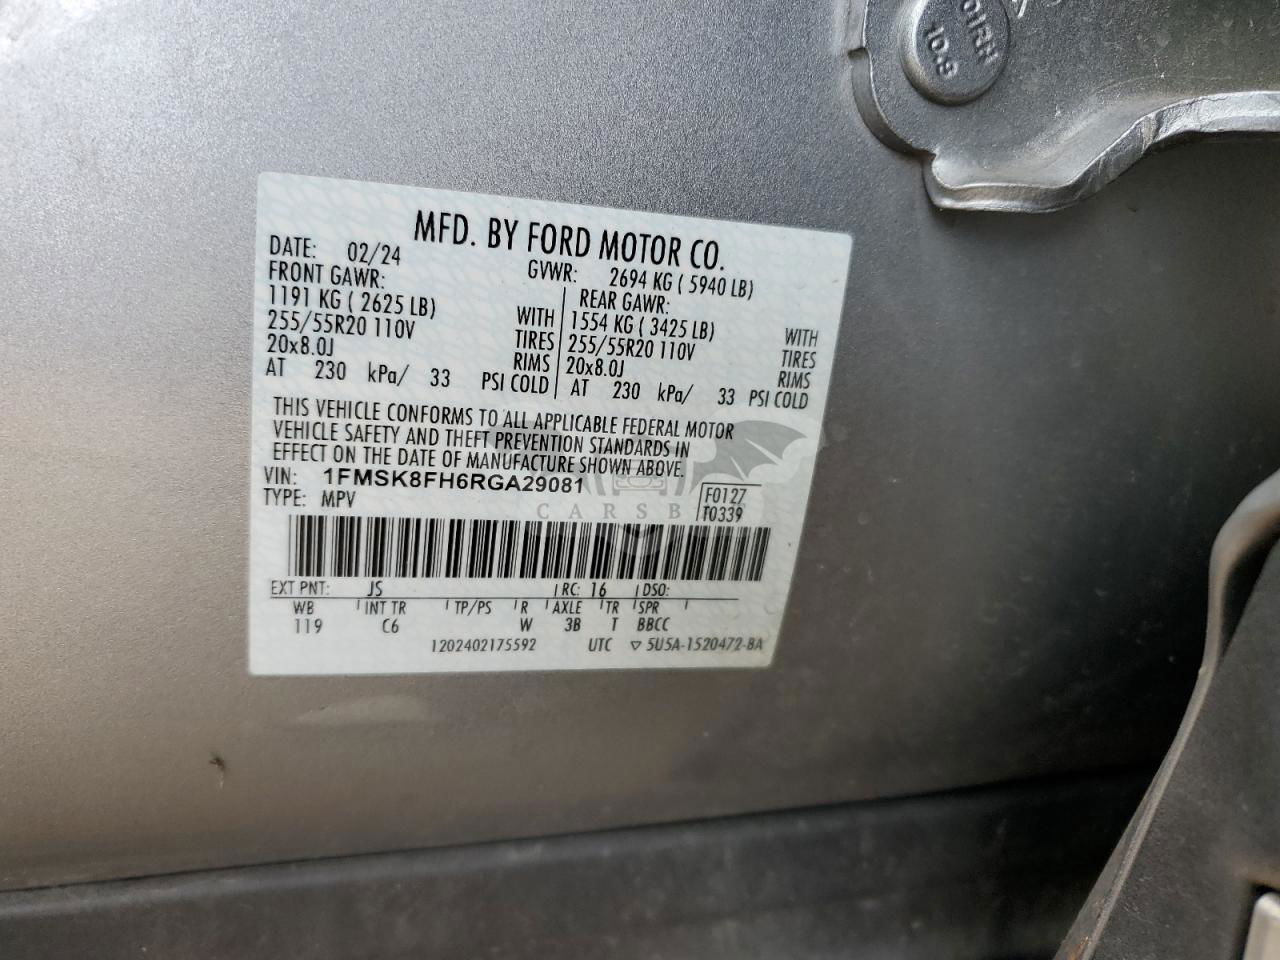 01RH
10.9
MFD. BY FORD MOTOR CO.
DATE: 02/24 GVWR: 2694 KG ( 5940 LB)
FRONT GAWR: REAR GAWR:
1191 KG ( 2625 LB) WITH 1554 KG ( 3425 LB) WITH
255/55R20 110V TIRES 255/55R20 110V TIRES
20x8.0J RIMS 20x8.0J RIMS
AT 230 kPa/ 33 PSI COLD AT 230 kPa/ 33 PSI COLD
THIS VEHICLE CONFORMS TO ALL APPLICABLE FEDERAL MOTOR
VEHICLE SAFETY AND THEFT PREVENTION STANDARDS IN
EFFECT ON THE DATE OF MANUFACTURE SHOWN ABOVE.
VIN: 1FMSK8FH6RGA29081
TYPE: MPV
F0127
T0339
EXT PNT: JS RC: 16 DSO:
WB INT TR TP/PS R AXLE TR SPR
119 C6 W 3B T BBCC
1202402175592 UTC ▽ 5U5A-1520472-BA